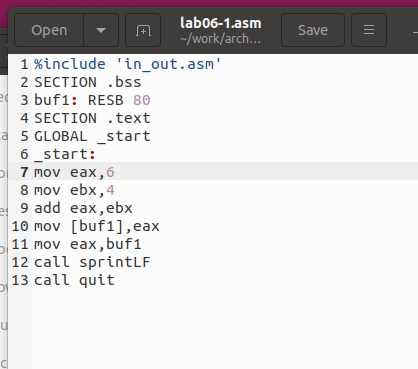 Open
lab06-1.asm
~/work/arch...
Save
1 %include 'in_out.asm'
2 SECTION .bss
3 buf1: RESB 80
4 SECTION .text
5 GLOBAL _start
6 _start:
7 mov eax,6
8 mov ebx,4
9 add eax,ebx
10 mov [buf1],eax
11 mov eax,buf1
12 call sprintLF
13 call quit